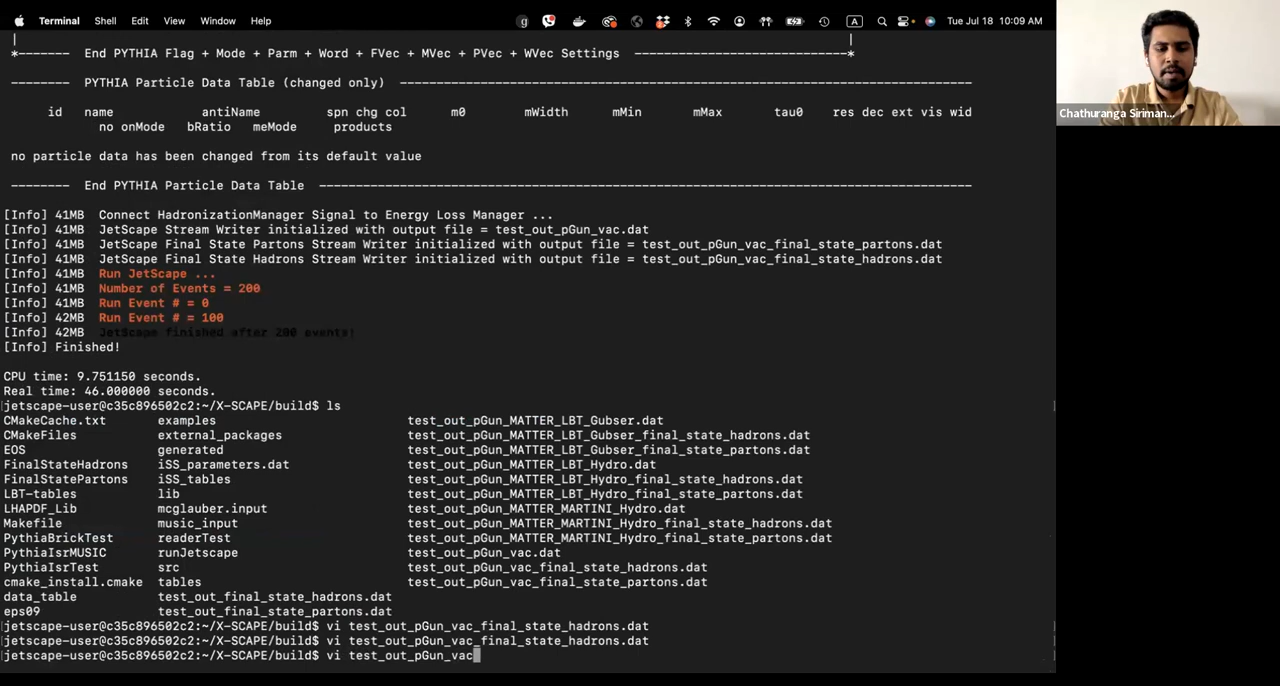 Terminal Shell Edit View Window Help g A Tue Jul 18 10:09 AM
| |
*------- End PYTHIA Flag + Mode + Parm + Word + FVec + MVec + PVec + WVec Settings -----------------------------*
-------- PYTHIA Particle Data Table (changed only) ------------------------------------------------------------------------------
id name antiName spn chg col m0 mWidth mMin mMax tau0 res dec ext vis wid
no onMode bRatio meMode products
no particle data has been changed from its default value
-------- End PYTHIA Particle Data Table -----------------------------------------------------------------------------------------
[Info] 41MB Connect HadronizationManager Signal to Energy Loss Manager ...
[Info] 41MB JetScape Stream Writer initialized with output file = test_out_pGun_vac.dat
[Info] 41MB JetScape Final State Partons Stream Writer initialized with output file = test_out_pGun_vac_final_state_partons.dat
[Info] 41MB JetScape Final State Hadrons Stream Writer initialized with output file = test_out_pGun_vac_final_state_hadrons.dat
[Info] 41MB Run JetScape ...
[Info] 41MB Number of Events = 200
[Info] 41MB Run Event # = 0
[Info] 42MB Run Event # = 100
[Info] 42MB JetScape finished after 200 events!
[Info] Finished!
CPU time: 9.751150 seconds.
Real time: 46.000000 seconds.
[jetscape-user@c35c896502c2:~/X-SCAPE/build$ ls
CMakeCache.txt examples test_out_pGun_MATTER_LBT_Gubser.dat
CMakeFiles external_packages test_out_pGun_MATTER_LBT_Gubser_final_state_hadrons.dat
EOS generated test_out_pGun_MATTER_LBT_Gubser_final_state_partons.dat
FinalStateHadrons iSS_parameters.dat test_out_pGun_MATTER_LBT_Hydro.dat
FinalStatePartons iSS_tables test_out_pGun_MATTER_LBT_Hydro_final_state_hadrons.dat
LBT-tables lib test_out_pGun_MATTER_LBT_Hydro_final_state_partons.dat
LHAPDF_Lib mcglauber.input test_out_pGun_MATTER_MARTINI_Hydro.dat
Makefile music_input test_out_pGun_MATTER_MARTINI_Hydro_final_state_hadrons.dat
PythiaBrickTest readerTest test_out_pGun_MATTER_MARTINI_Hydro_final_state_partons.dat
PythiaIsrMUSIC runJetscape test_out_pGun_vac.dat
PythiaIsrTest src test_out_pGun_vac_final_state_hadrons.dat
cmake_install.cmake tables test_out_pGun_vac_final_state_partons.dat
data_table test_out_final_state_hadrons.dat
eps09 test_out_final_state_partons.dat
[jetscape-user@c35c896502c2:~/X-SCAPE/build$ vi test_out_pGun_vac_final_state_hadrons.dat
[jetscape-user@c35c896502c2:~/X-SCAPE/build$ vi test_out_pGun_vac_final_state_hadrons.dat
jetscape-user@c35c896502c2:~/X-SCAPE/build$ vi test_out_pGun_vac
Chathuranga Siriman...